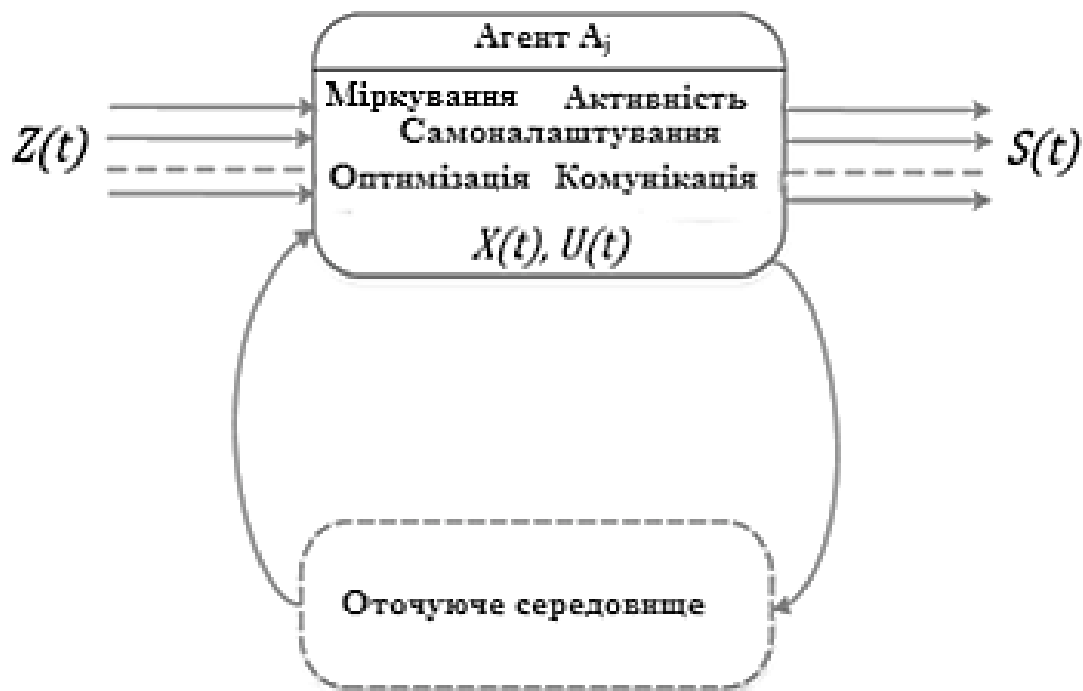 Агент Aj
Міркування Активність
Самоналаштування
Z(t)
S(t)
Оптимізація Комунікація
X(t), U(t)
Оточуюче середовище